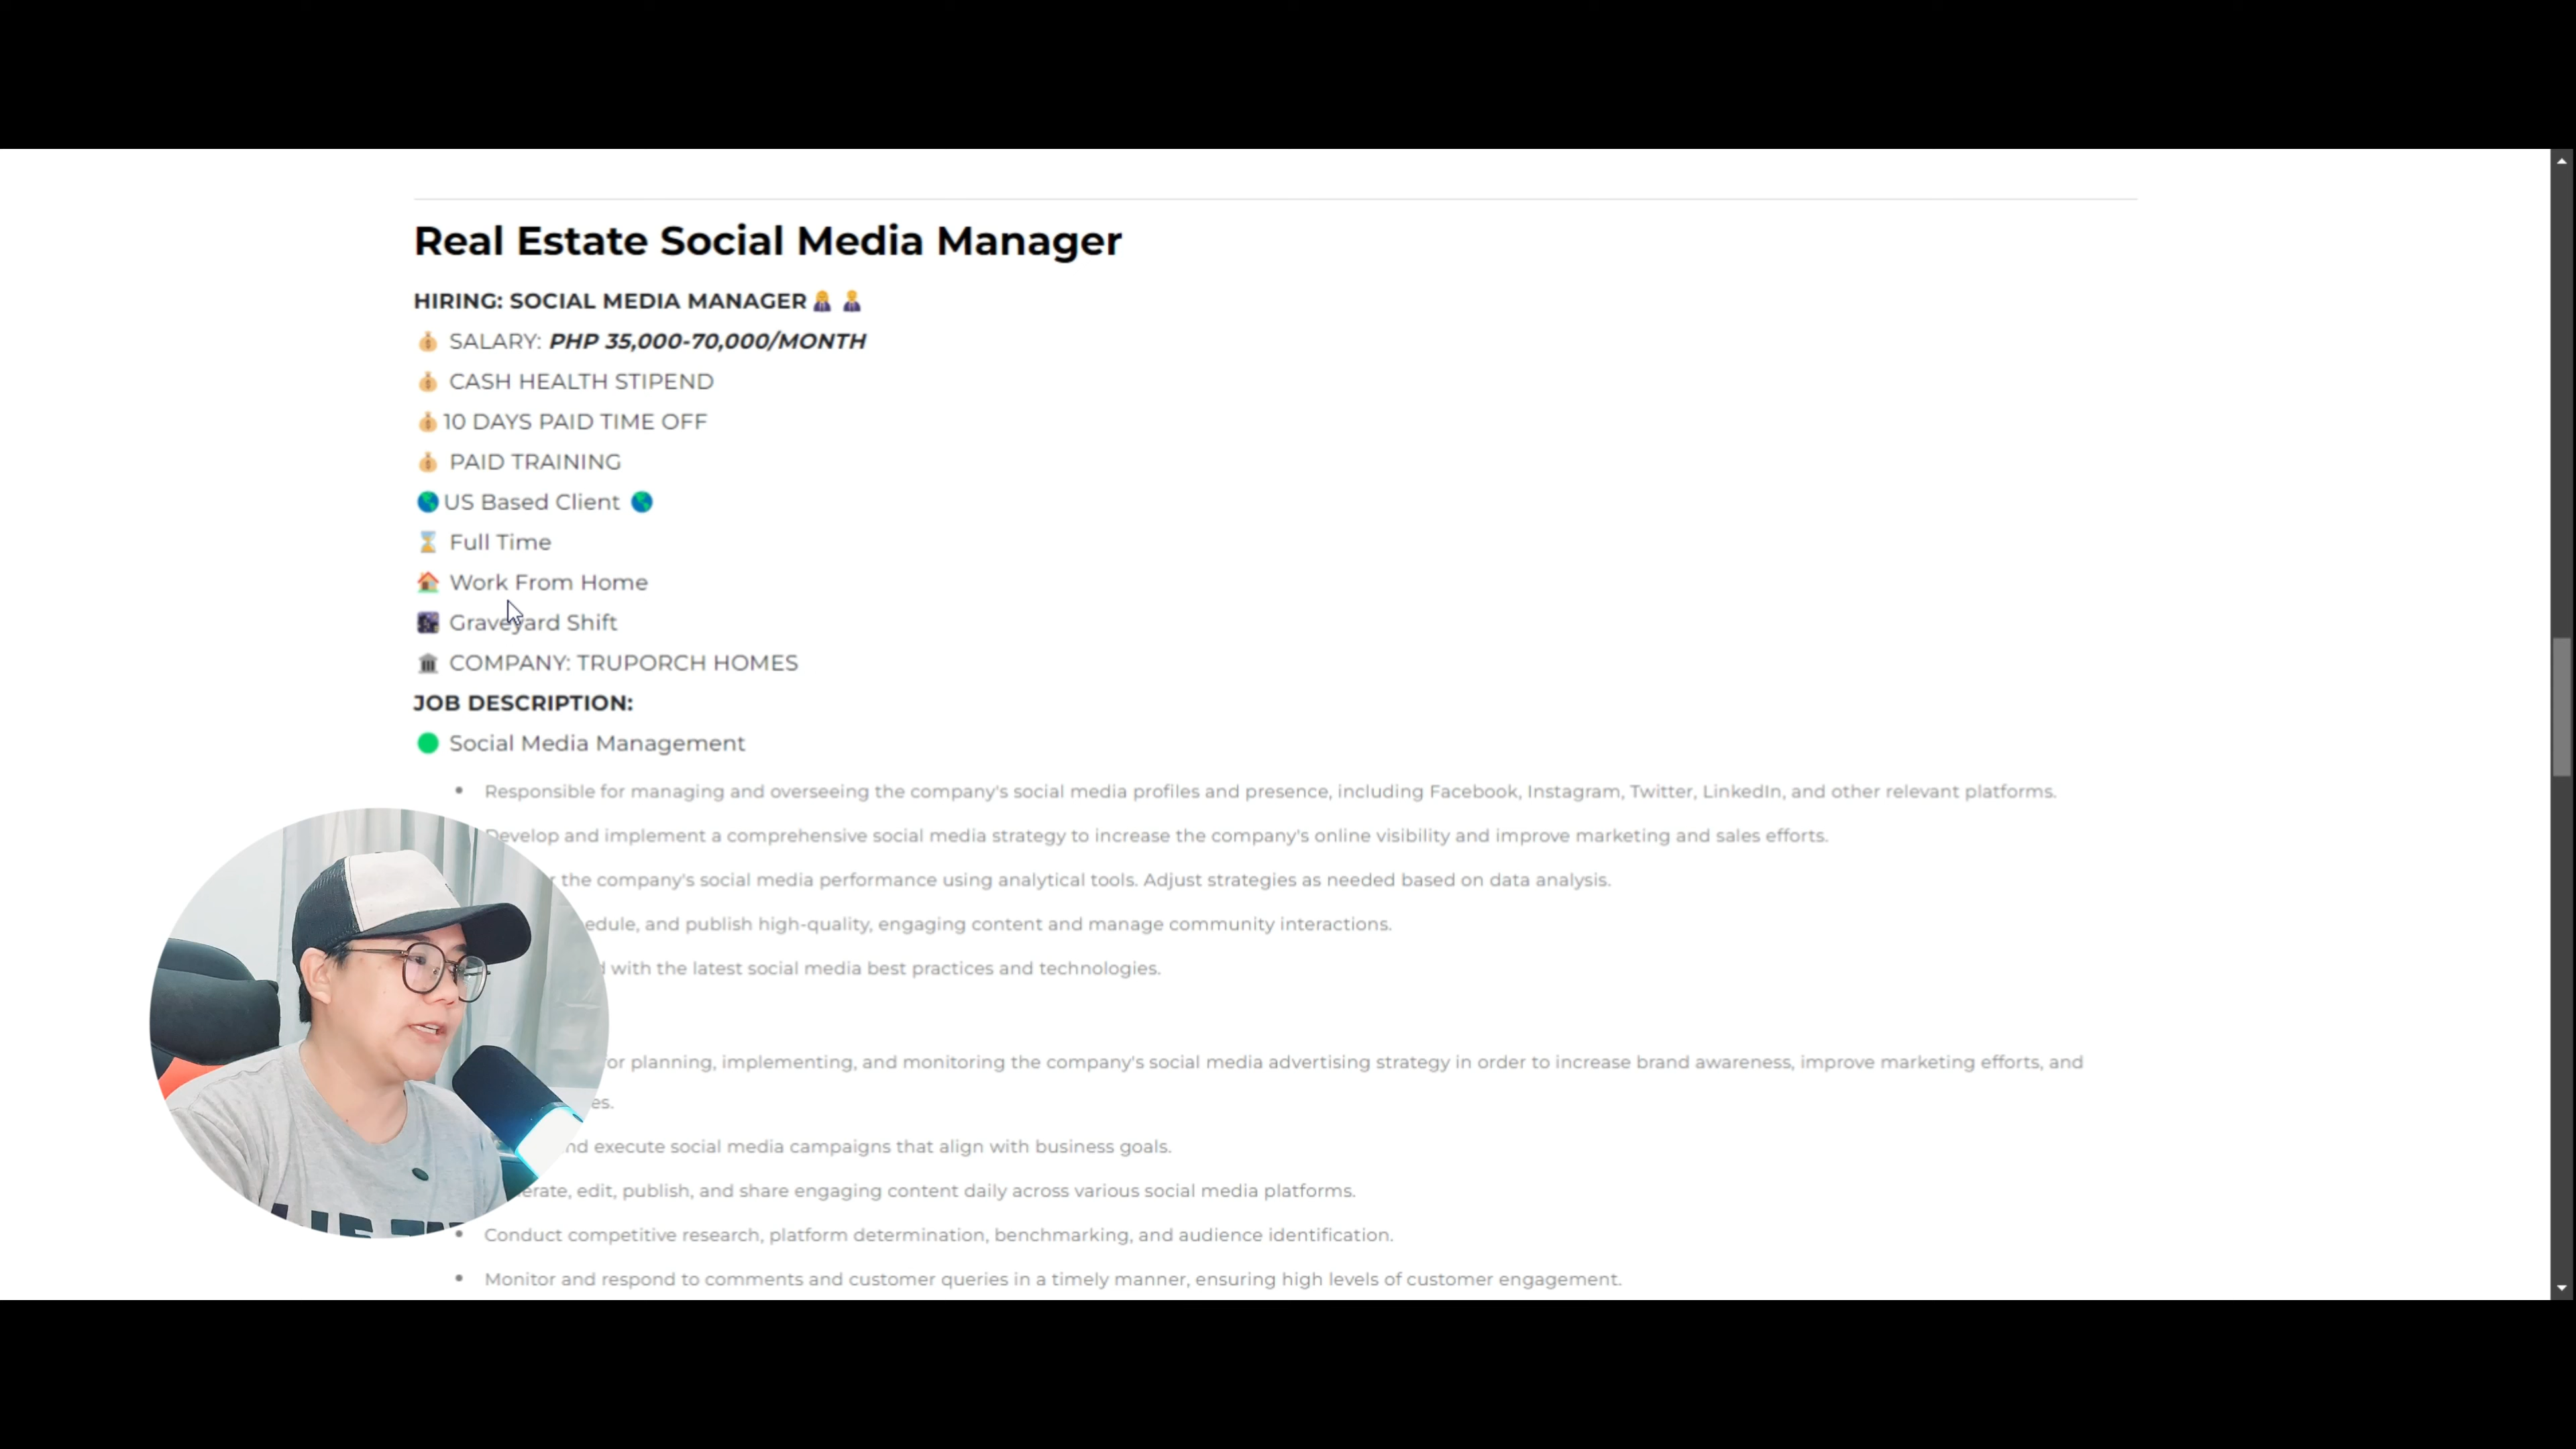 Real Estate Social Media Manager
HIRING: SOCIAL MEDIA MANAGER
SALARY: PHP 35,000-70,000/MONTH
CASH HEALTH STIPEND
10 DAYS PAID TIME OFF
PAID TRAINING
US Based Client
Full Time
Work From Home
Graveyard Shift
COMPANY: TRUPORCH HOMES
JOB DESCRIPTION:
Social Media Management
Responsible for managing and overseeing the company's social media profiles and presence, including Facebook, Instagram, Twitter, LinkedIn, and other relevant platforms.
Develop and implement a comprehensive social media strategy to increase the company's online visibility and improve marketing and sales efforts.
the company's social media performance using analytical tools. Adjust strategies as needed based on data analysis.
and publish high-quality, engaging content and manage community interactions.
with the latest social media best practices and technologies.
planning, implementing, and monitoring the company's social media advertising strategy in order to increase brand awareness, improve marketing efforts, and
execute social media campaigns that align with business goals.
edit, publish, and share engaging content daily across various social media platforms.
Conduct competitive research, platform determination, benchmarking, and audience identification.
Monitor and respond to comments and customer queries in a timely manner, ensuring high levels of customer engagement.